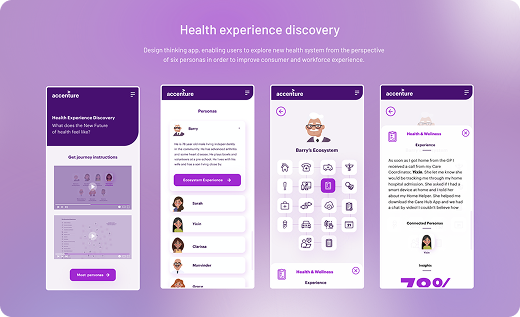 Health experience discovery
Design thinking app, enabling users to explore new health system from the perspective
of six personas in order to improve consumer and workforce experience.
accenture
Health Experience Discovery
What does the New Future
of health feel like?
Get journey instructions
Meet personas →
accenture
Personas
Barry
Ecosystem Experience →
Sarah
Yixin
Clarissa
Manvinder
Grace
accenture
Barry's Ecosystem
Health & Wellness
Experience
accenture
Health & Wellness
Experience
As soon as I got home from the GP I
received a call from my Care
Coordinator, Yixin. She let me know she
would be tracking me through my home
hospital admission. She asked if I had a
smart device at home and told her
about my Home Helper. She helped me
download the Care Hub App and we had
a chat by video! I couldn't believe how
Connected Personas
Yixin
Insights
78%